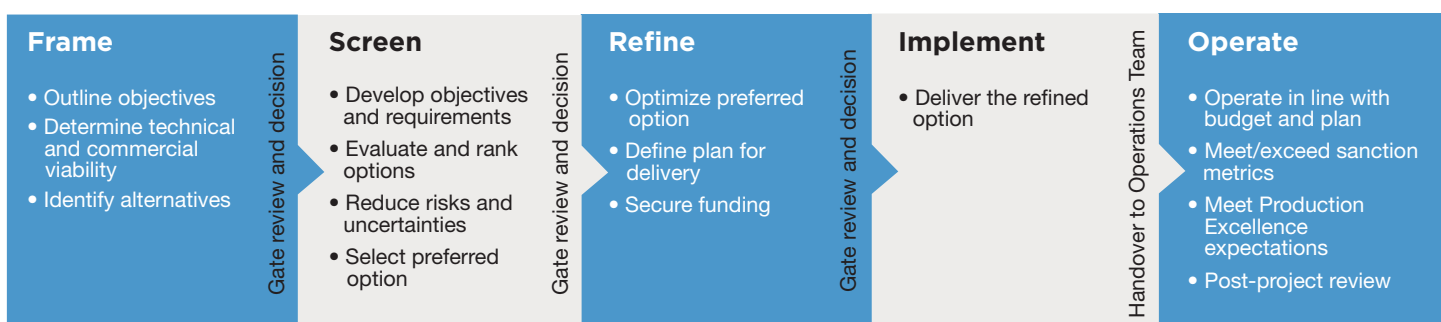 Frame
• Outline objectives
• Determine technical
and commercial
viability
• Identify alternatives
Gate review and decision
Screen
• Develop objectives
and requirements
• Evaluate and rank
options
• Reduce risks and
uncertainties
• Select preferred
option
Gate review and decision
Refine
• Optimize preferred
option
• Define plan for
delivery
• Secure funding
Gate review and decision
Implement
• Deliver the refined
option
Handover to Operations Team
Operate
• Operate in line with
budget and plan
• Meet/exceed sanction
metrics
• Meet Production
Excellence
expectations
• Post-project review